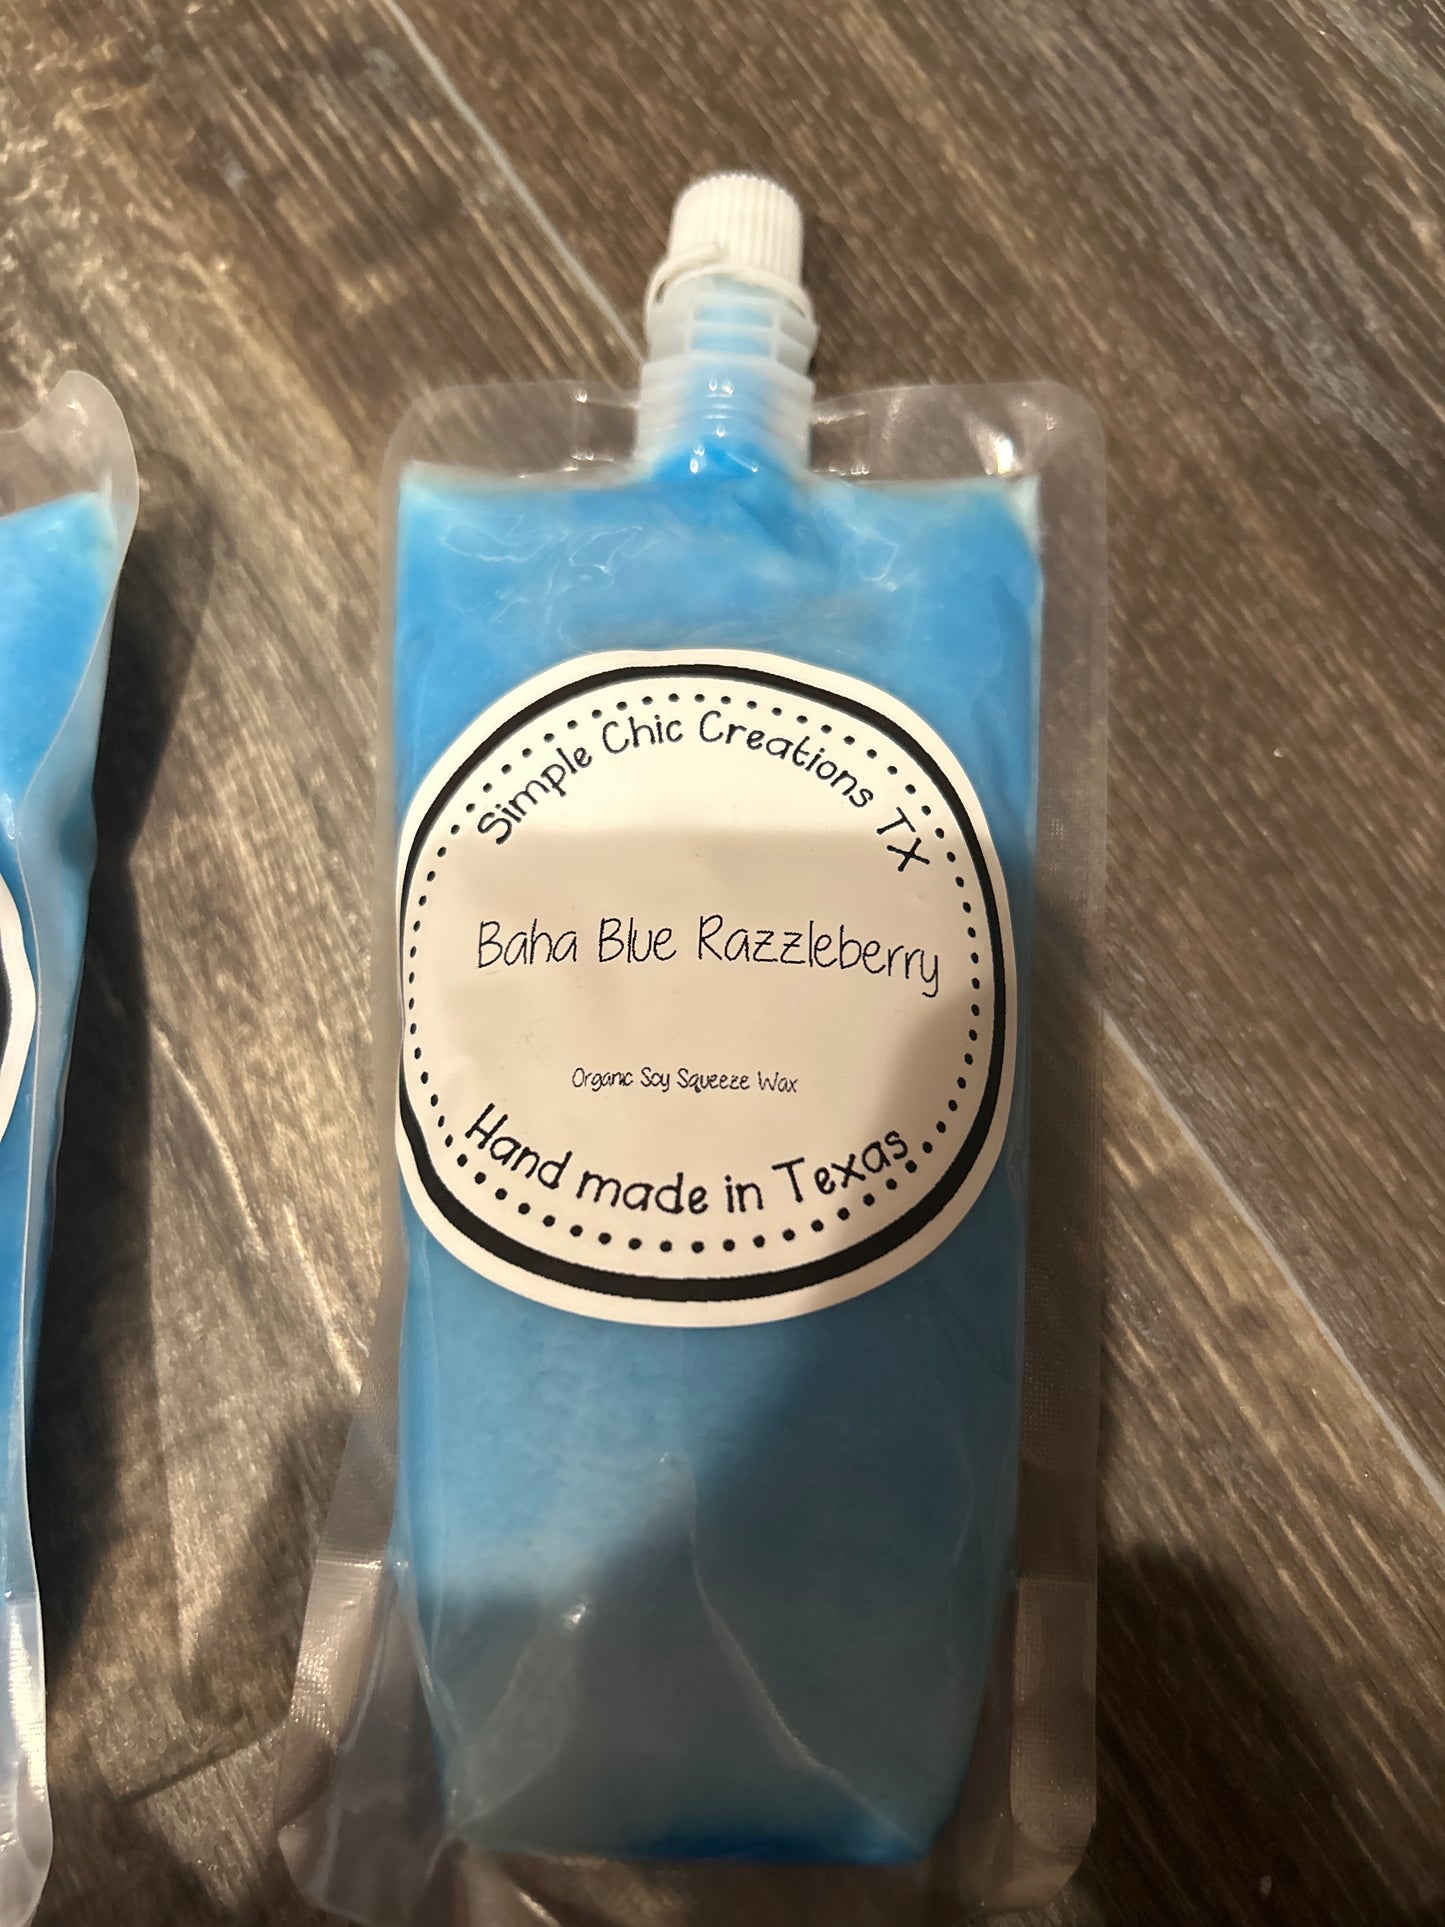 Simple Chic Creations TX
Baha Blue Razzleberry
Organic Soy Squeeze Wax
Hand made in Texas